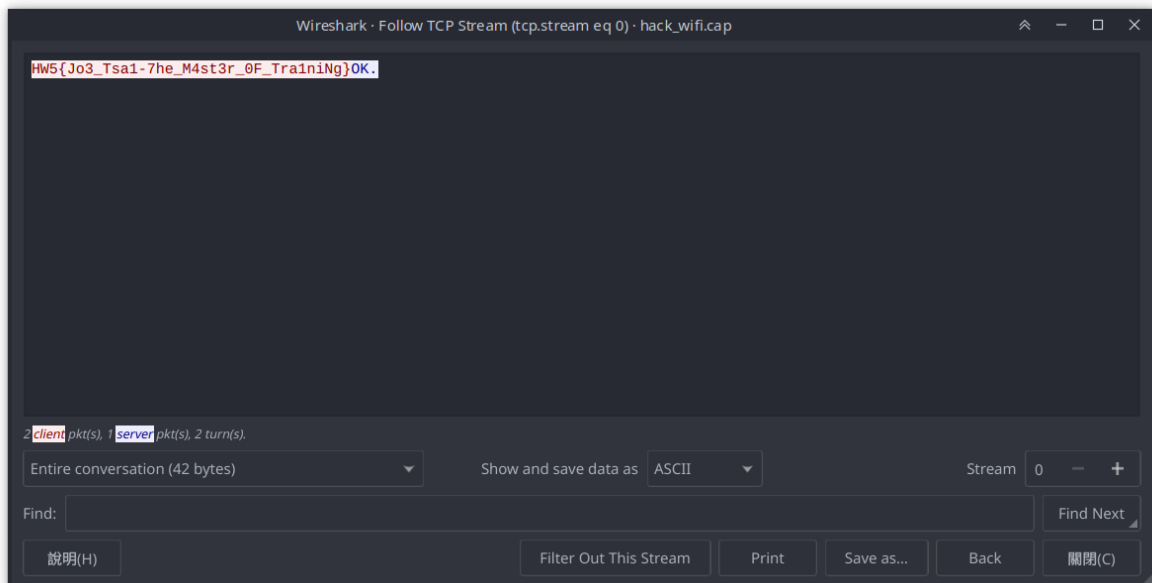 Wireshark · Follow TCP Stream (tcp.stream eq 0) · hack_wifi.cap
HW5{Jo3_Tsa1-7he_M4st3r_0F_Tra1niNg}OK.
2 client pkt(s), 1 server pkt(s), 2 turn(s).
Entire conversation (42 bytes) Show and save data as ASCII Stream 0 − +
Find: Find Next
說明(H) Filter Out This Stream Print Save as... Back 關閉(C)